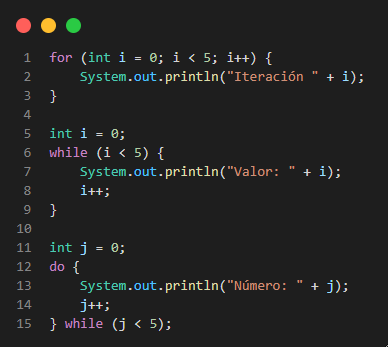 1 for (int i = 0; i < 5; i++) {
2     System.out.println("Iteración " + i);
3 }
4
5 int i = 0;
6 while (i < 5) {
7     System.out.println("Valor: " + i);
8     i++;
9 }
10
11 int j = 0;
12 do {
13     System.out.println("Número: " + j);
14     j++;
15 } while (j < 5);